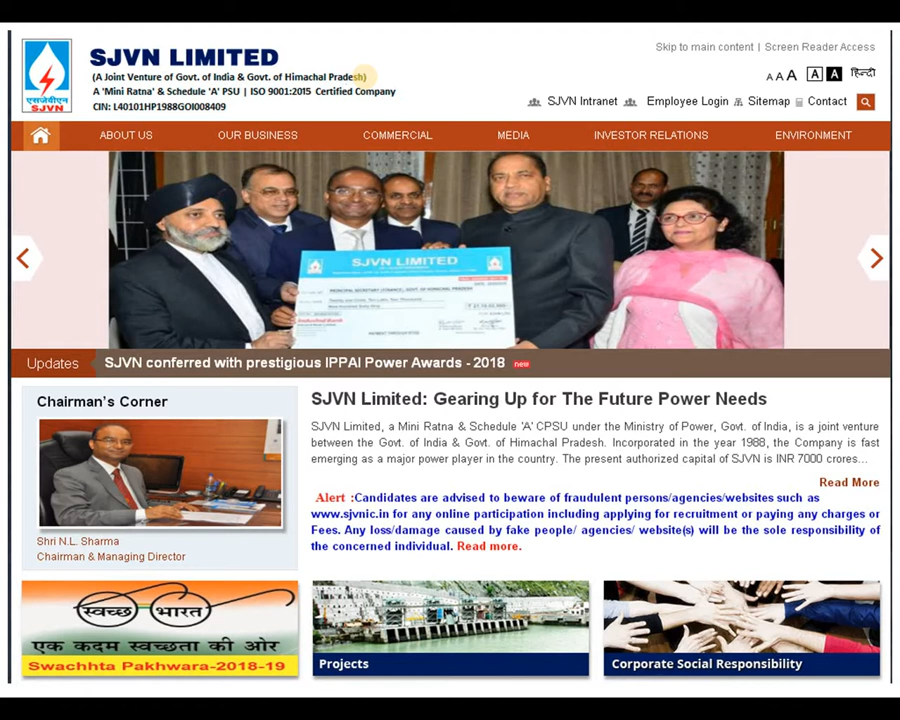 SJVN LIMITED
(A Joint Venture of Govt. of India & Govt. of Himachal Pradesh)
A 'Mini Ratna' & Schedule 'A' PSU | ISO 9001:2015 Certified Company
CIN: L40101HP1988GOI008409
एसजेवीएन
SJVN
Skip to main content | Screen Reader Access
A A A A A हिन्दी
SJVN Intranet Employee Login Sitemap Contact
ABOUT US OUR BUSINESS COMMERCIAL MEDIA INVESTOR RELATIONS ENVIRONMENT
SJVN LIMITED
PRINCIPAL SECRETARY (FINANCE), GOVT. OF HIMACHAL PRADESH
Updates SJVN conferred with prestigious IPPAI Power Awards - 2018 new
Chairman's Corner
Shri N.L. Sharma
Chairman & Managing Director
SJVN Limited: Gearing Up for The Future Power Needs
SJVN Limited, a Mini Ratna & Schedule 'A' CPSU under the Ministry of Power, Govt. of India, is a joint venture
between the Govt. of India & Govt. of Himachal Pradesh. Incorporated in the year 1988, the Company is fast
emerging as a major power player in the country. The present authorized capital of SJVN is INR 7000 crores...
Read More
Alert :Candidates are advised to beware of fraudulent persons/agencies/websites such as
www.sjvnic.in for any online participation including applying for recruitment or paying any charges or
Fees. Any loss/damage caused by fake people/ agencies/ website(s) will be the sole responsibility of
the concerned individual. Read more.
स्वच्छ भारत
एक कदम स्वच्छता की ओर
Swachhta Pakhwara-2018-19
Projects
Corporate Social Responsibility